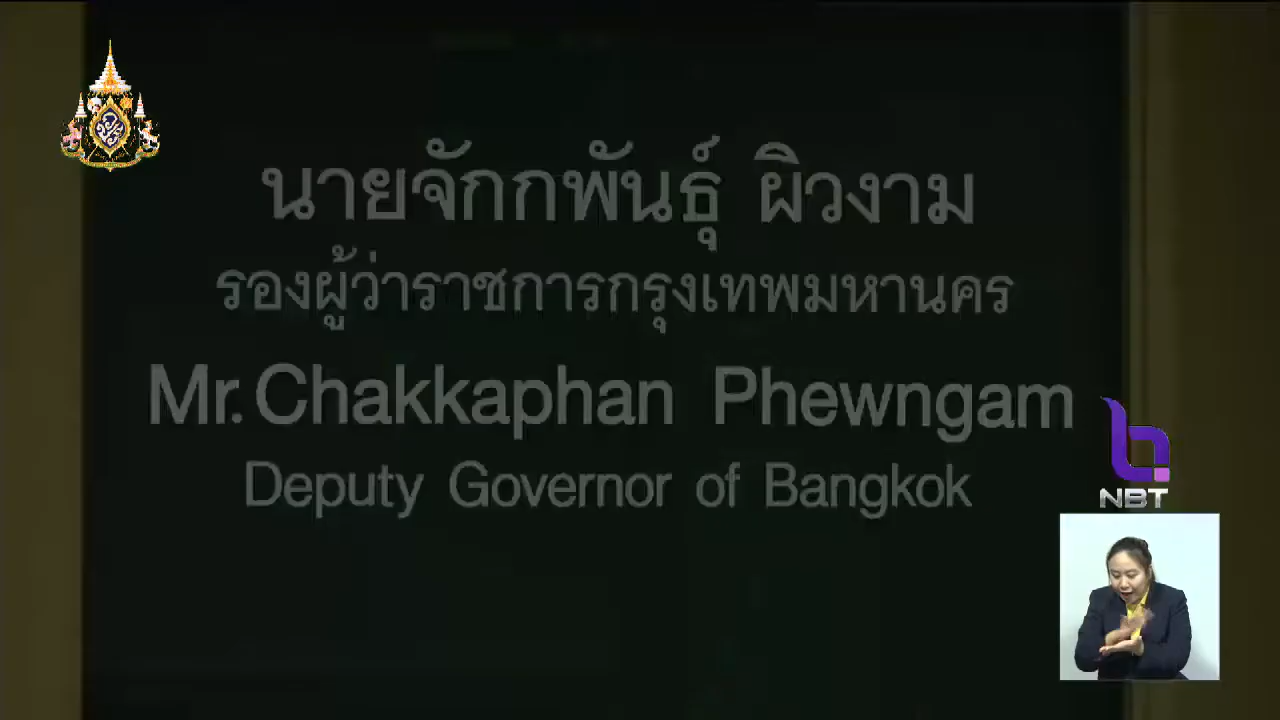 นายจักกพันธุ์ ผิวงาม
รองผู้ว่าราชการกรุงเทพมหานคร
Mr. Chakkaphan Phewngam
Deputy Governor of Bangkok
NBT